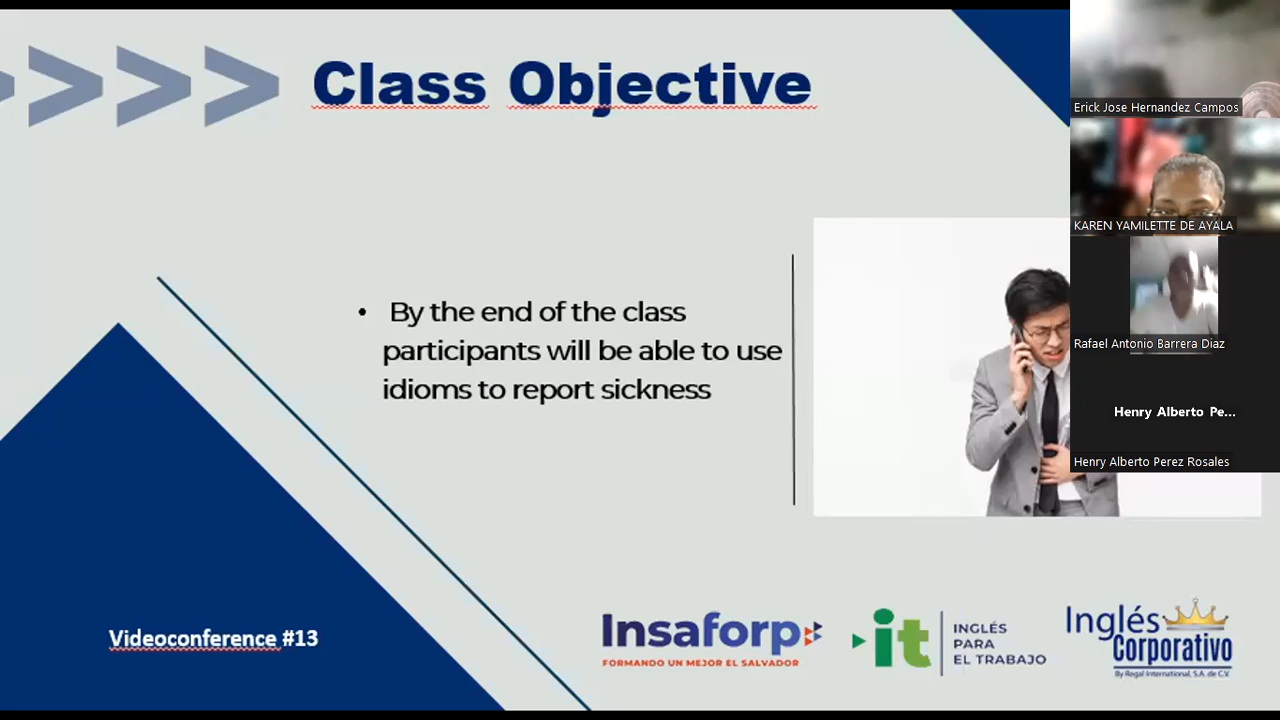 Class Objective
• By the end of the class
participants will be able to use
idioms to report sickness
Videoconference #13
Insaforp
FORMANDO UN MEJOR EL SALVADOR
it
INGLÉS
PARA
EL TRABAJO
Inglés
Corporativo
By Regal International, S.A. de C.V.
Erick Jose Hernandez Campos
KAREN YAMILETTE DE AYALA
Rafael Antonio Barrera Diaz
Henry Alberto Pe...
Henry Alberto Perez Rosales